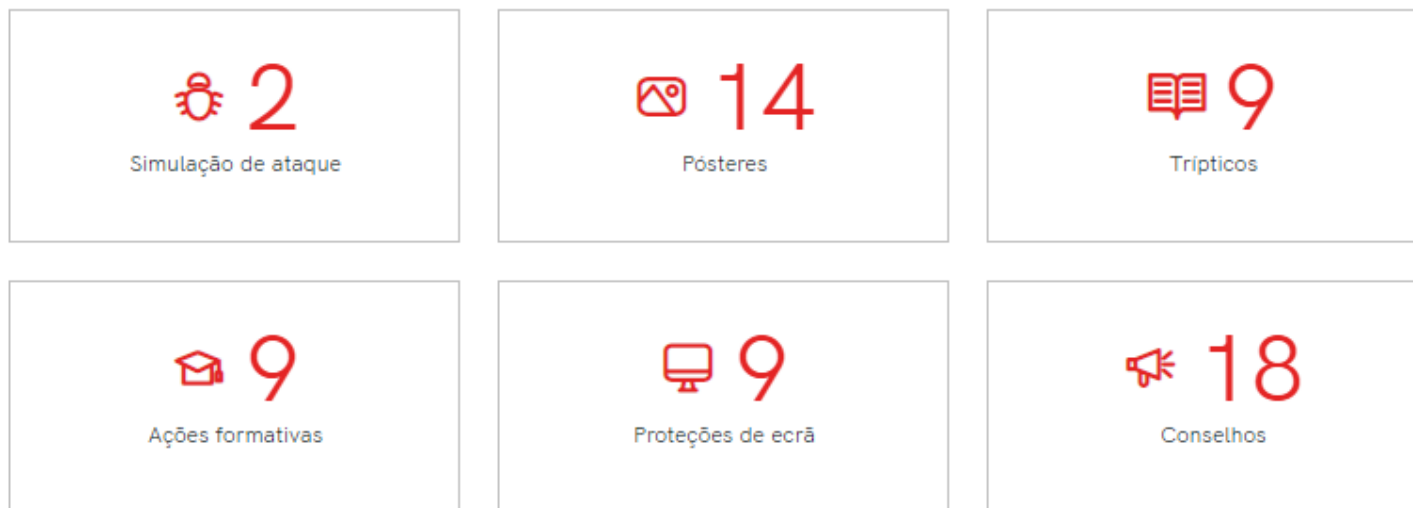 2
Simulação de ataque
14
Pósteres
9
Trípticos
9
Ações formativas
9
Proteções de ecrã
18
Conselhos